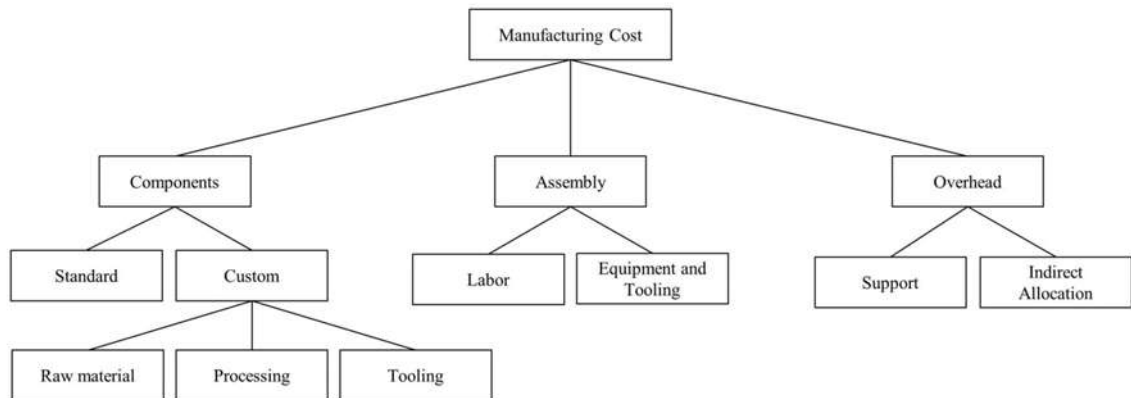 Manufacturing Cost
Components
Assembly
Overhead
Standard
Custom
Labor
Equipment and
Tooling
Support
Indirect
Allocation
Raw material
Processing
Tooling